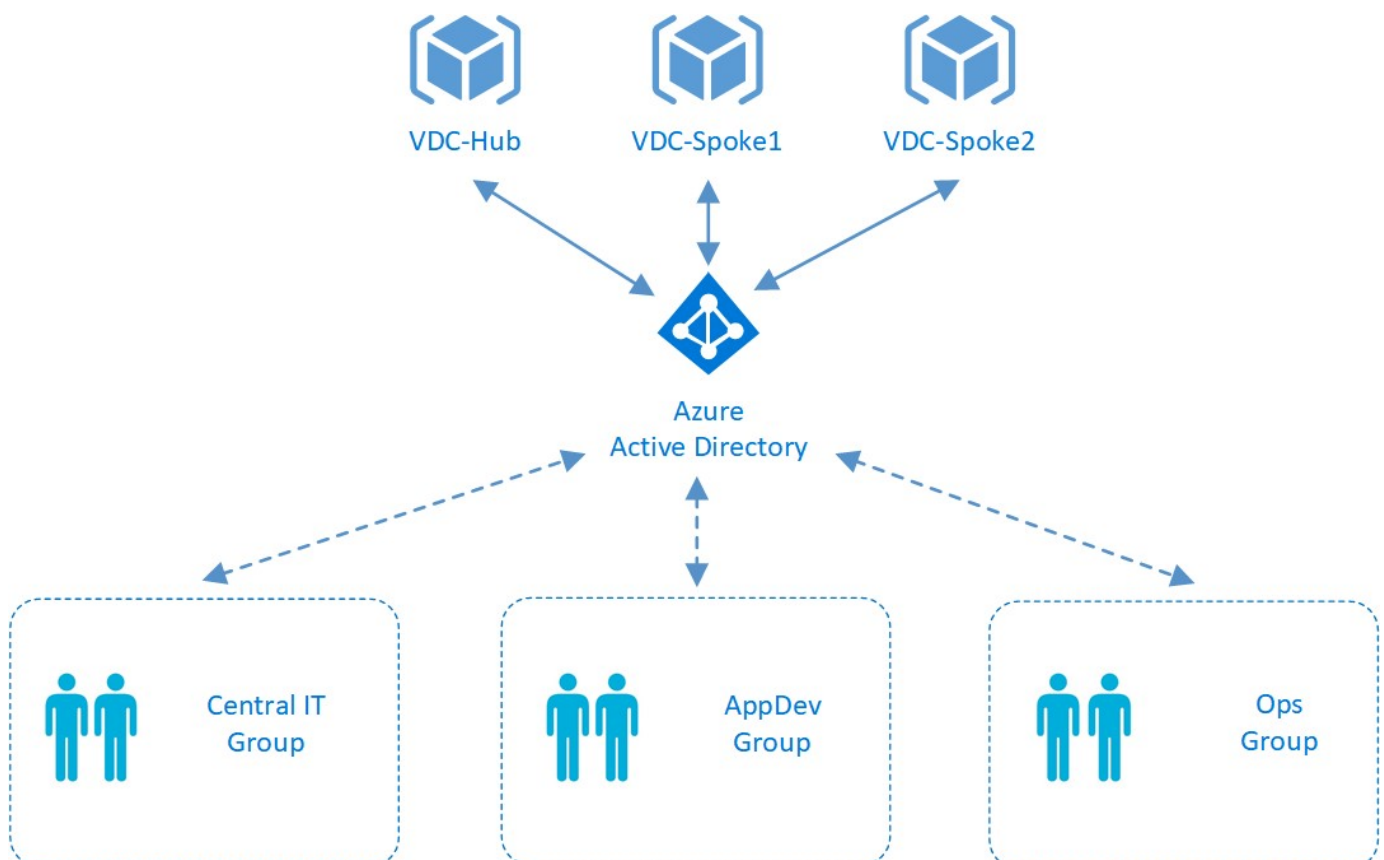 VDC-Hub
VDC-Spoke1
VDC-Spoke2
Azure
Active Directory
Central IT
Group
AppDev
Group
Ops
Group